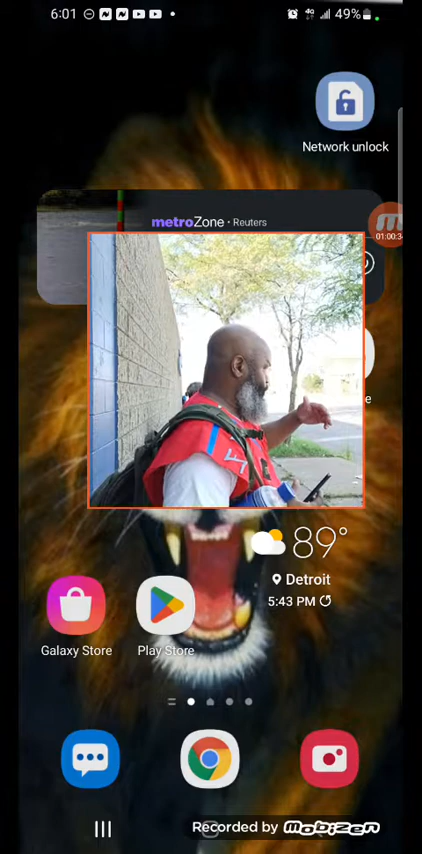 6:01
4G
49%
Network unlock
metroZone · Reuters
01:00:3
e
89°
Detroit
5:43 PM
Galaxy Store
Play Store
Recorded by Mobizen